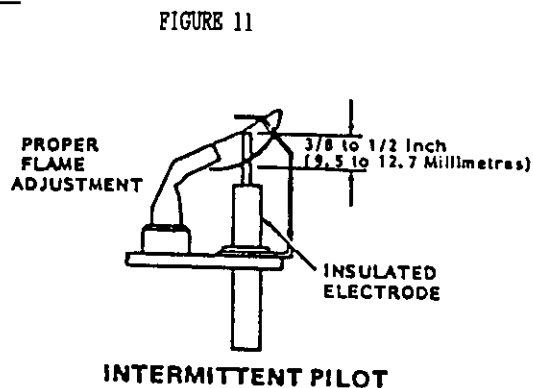 FIGURE 11
PROPER
FLAME
ADJUSTMENT
3/8 to 1/2 Inch
(9.5 to 12.7 Millimetres)
INSULATED
ELECTRODE
INTERMITTENT PILOT